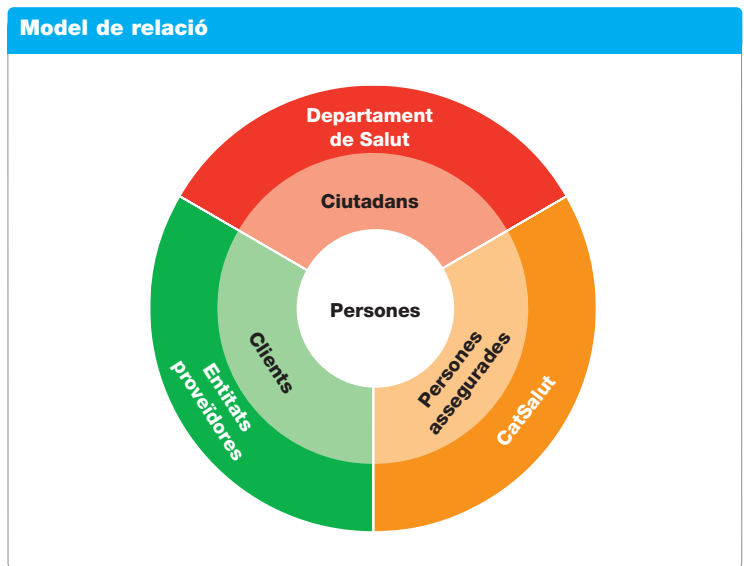 Model de relació
Departament
de Salut
Ciutadans
Persones
Clients
Entitats
proveïdores
Persones
assegurades
CatSalut